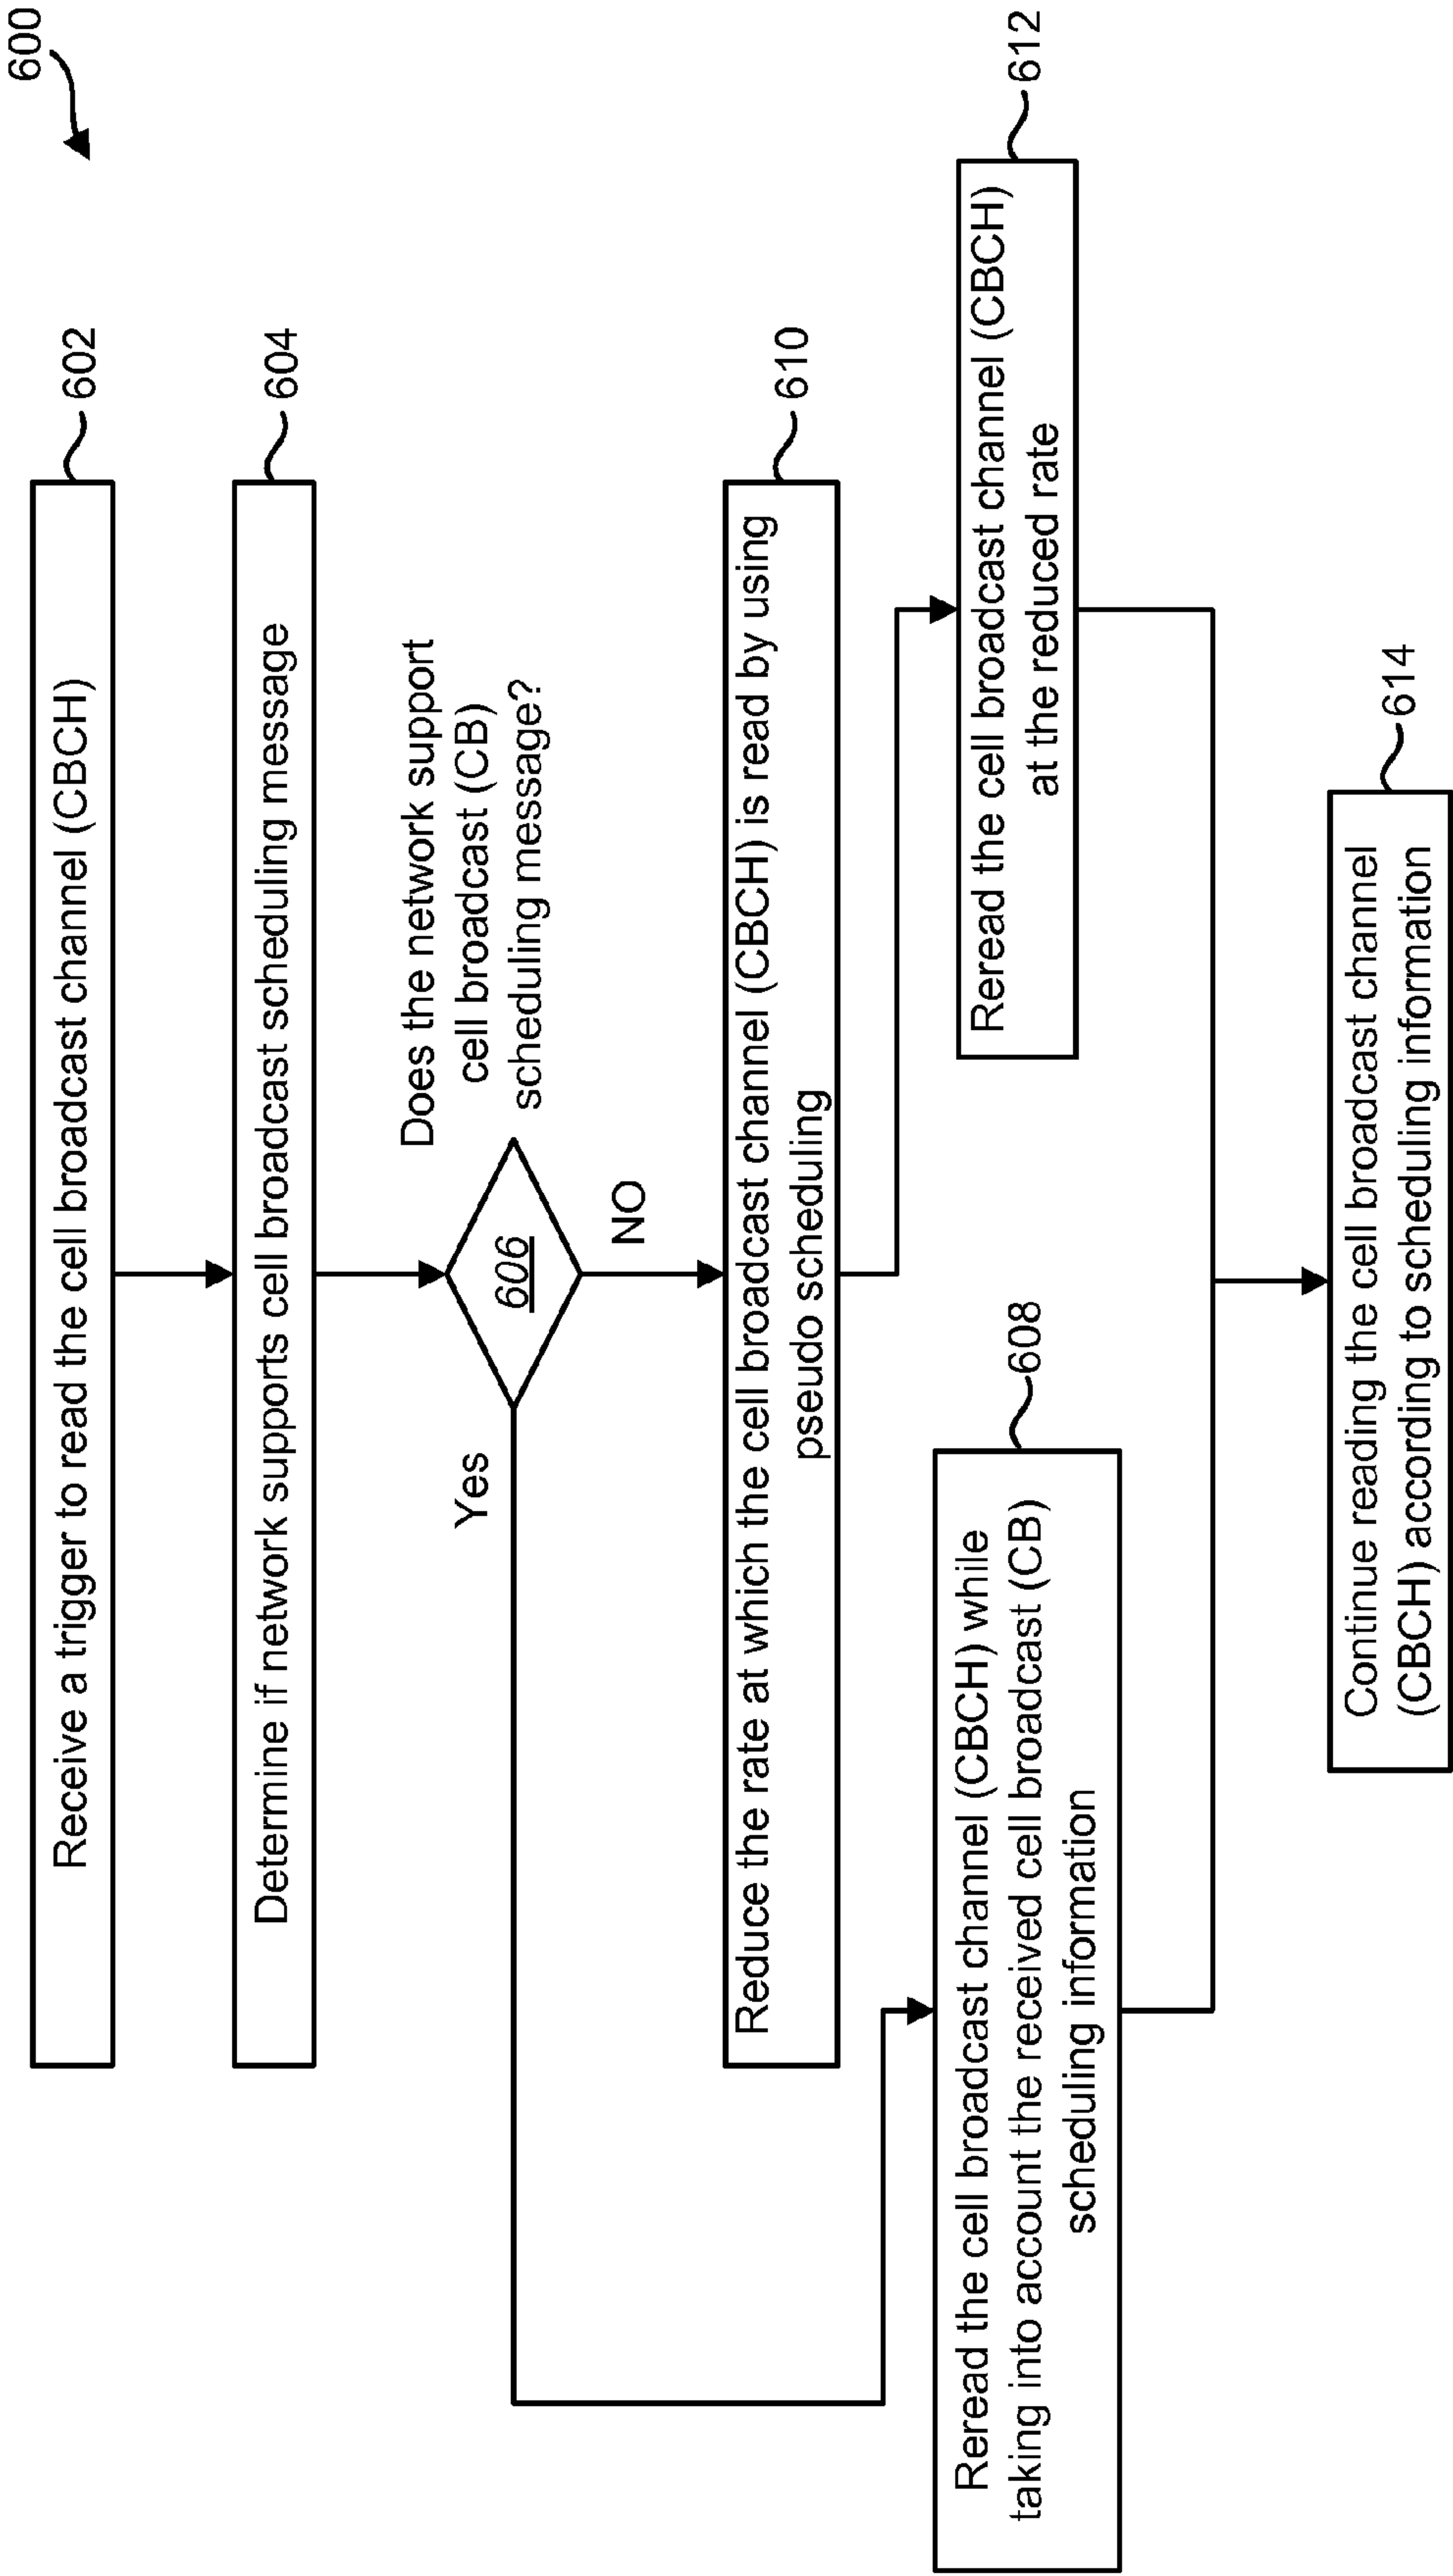 600
Receive a trigger to read the cell broadcast channel (CBCH)
602
Determine if network supports cell broadcast scheduling message
604
Does the network support
cell broadcast (CB)
scheduling message?
606
Yes
NO
Reduce the rate at which the cell broadcast channel (CBCH) is read by using
pseudo scheduling
610
Reread the cell broadcast channel (CBCH) while
taking into account the received cell broadcast (CB)
scheduling information
608
Reread the cell broadcast channel (CBCH)
at the reduced rate
612
Continue reading the cell broadcast channel
(CBCH) according to scheduling information
614